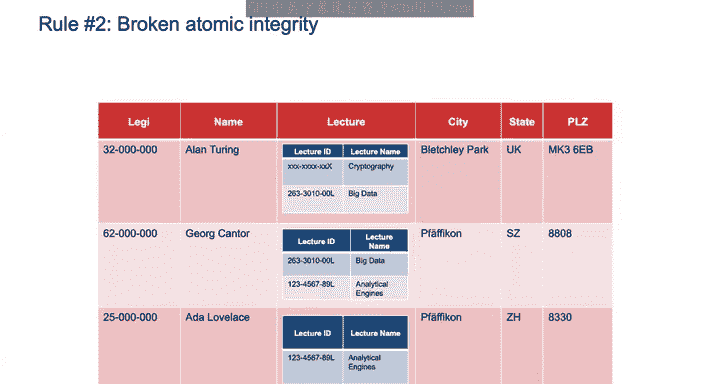 Rule #2: Broken atomic integrity
Legi Name Lecture City State PLZ
32-000-000 Alan Turing Bletchley Park UK MK3 6EB
Lecture ID Lecture Name
xxx-xxxx-xxX Cryptography
263-3010-00L Big Data
62-000-000 Georg Cantor Pfäffikon SZ 8808
Lecture ID Lecture
Name
263-3010-00L Big Data
123-4567-89L Analytical
Engines
25-000-000 Ada Lovelace Pfäffikon ZH 8330
Lecture ID Lecture Name
123-4567-89L Analytical
Engines